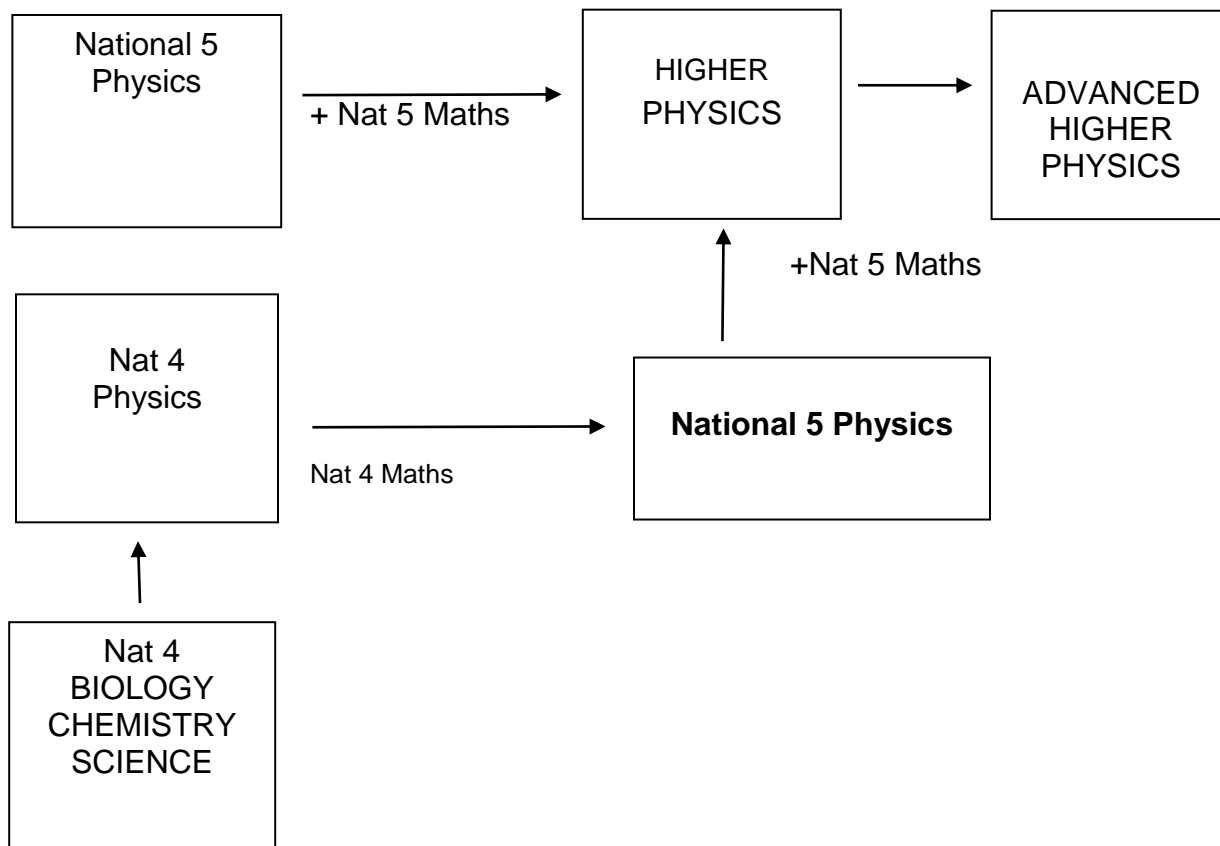 National 5
Physics
+ Nat 5 Maths
HIGHER
PHYSICS
ADVANCED
HIGHER
PHYSICS
+Nat 5 Maths
Nat 4
Physics
Nat 4 Maths
National 5 Physics
Nat 4
BIOLOGY
CHEMISTRY
SCIENCE